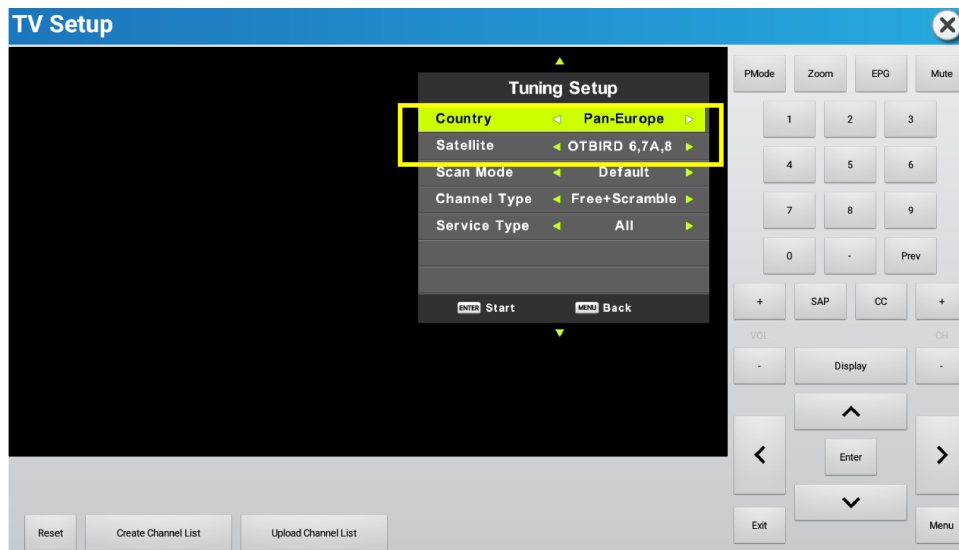 TV Setup
Tuning Setup
Country Pan-Europe
Satellite OTBIRD 6,7A,8
Scan Mode Default
Channel Type Free+Scramble
Service Type All
ENTER Start MENU Back
PMode Zoom EPG Mute
1 2 3
4 5 6
7 8 9
0 - Prev
+ SAP CC +
VOL CH
- Display -
Enter
Exit Menu
Reset Create Channel List Upload Channel List